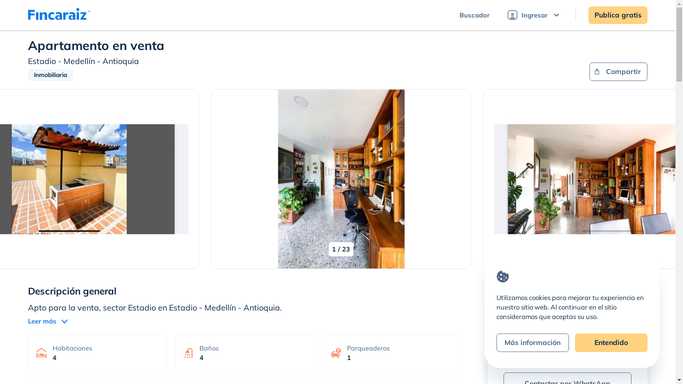 Fincaraiz
Buscador
Ingresar
Publica gratis
Apartamento en venta
Estadio - Medellín - Antioquia
Inmobiliaria
Compartir
1 / 23
Descripción general
Apto para la venta, sector Estadio en Estadio - Medellín - Antioquia.
Leer más
Habitaciones
4
Baños
4
Parqueaderos
1
Utilizamos cookies para mejorar tu experiencia en
nuestro sitio web. Al continuar en el sitio
consideramos que aceptas su uso.
Más información
Entendido
Contactar por WhatsApp